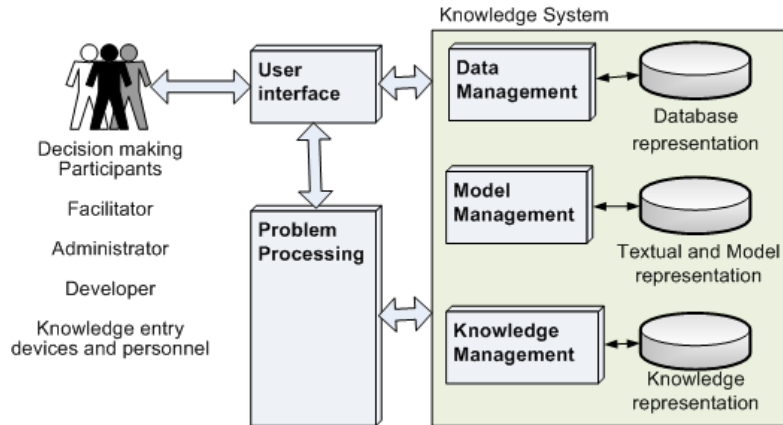 Knowledge System
User
interface
Data
Management
Database
representation
Decision making
Participants
Facilitator
Administrator
Developer
Knowledge entry
devices and personnel
Problem
Processing
Model
Management
Textual and Model
representation
Knowledge
Management
Knowledge
representation